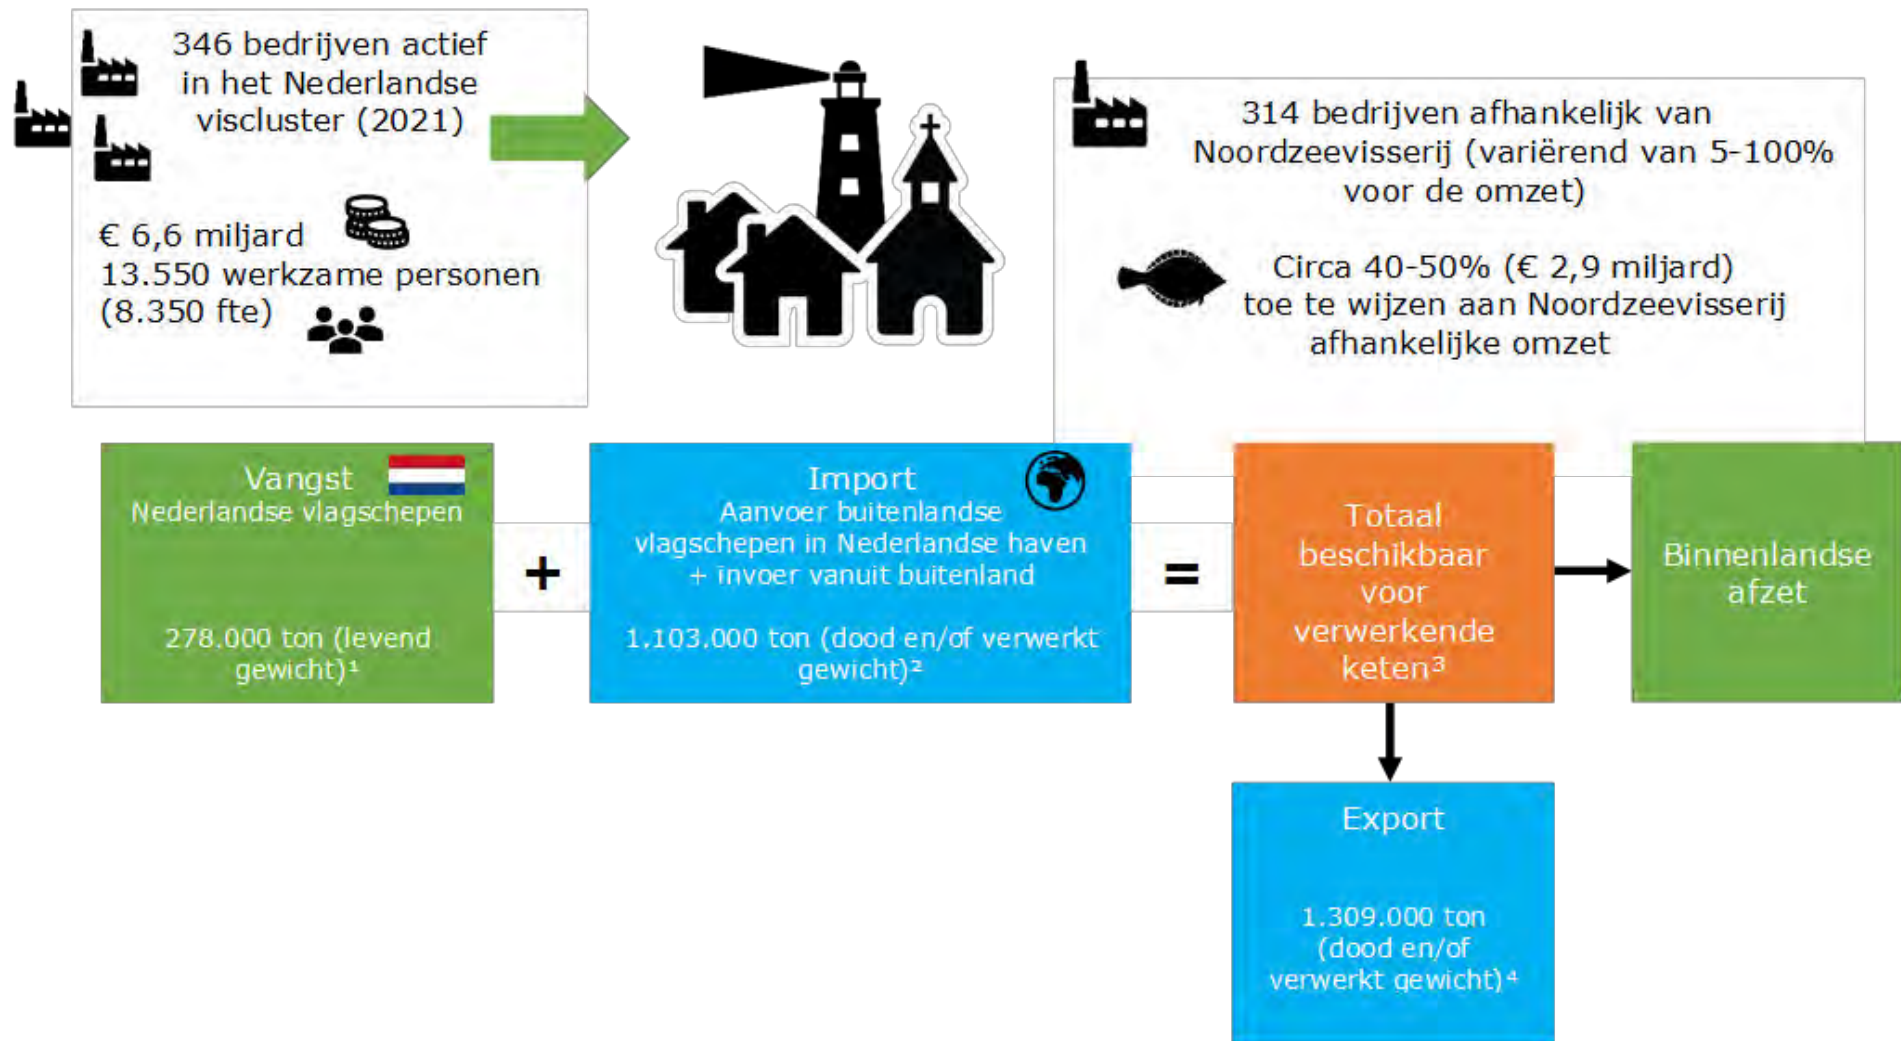 346 bedrijven actief
in het Nederlandse
viscluster (2021)
€ 6,6 miljard
13.550 werkzame personen
(8.350 fte)
314 bedrijven afhankelijk van
Noordzeevisserij (variërend van 5-100%
voor de omzet)
Circa 40-50% (€ 2,9 miljard)
toe te wijzen aan Noordzeevisserij
afhankelijke omzet
Vangst
Nederlandse vlagschepen
278.000 ton (levend
gewicht)¹
+
Import
Aanvoer buitenlandse
vlagschepen in Nederlandse haven
+ invoer vanuit buitenland
1.103.000 ton (dood en/of verwerkt
gewicht)²
=
Totaal
beschikbaar
voor
verwerkende
keten³
Binnenlandse
afzet
Export
1.309.000 ton
(dood en/of
verwerkt gewicht)⁴